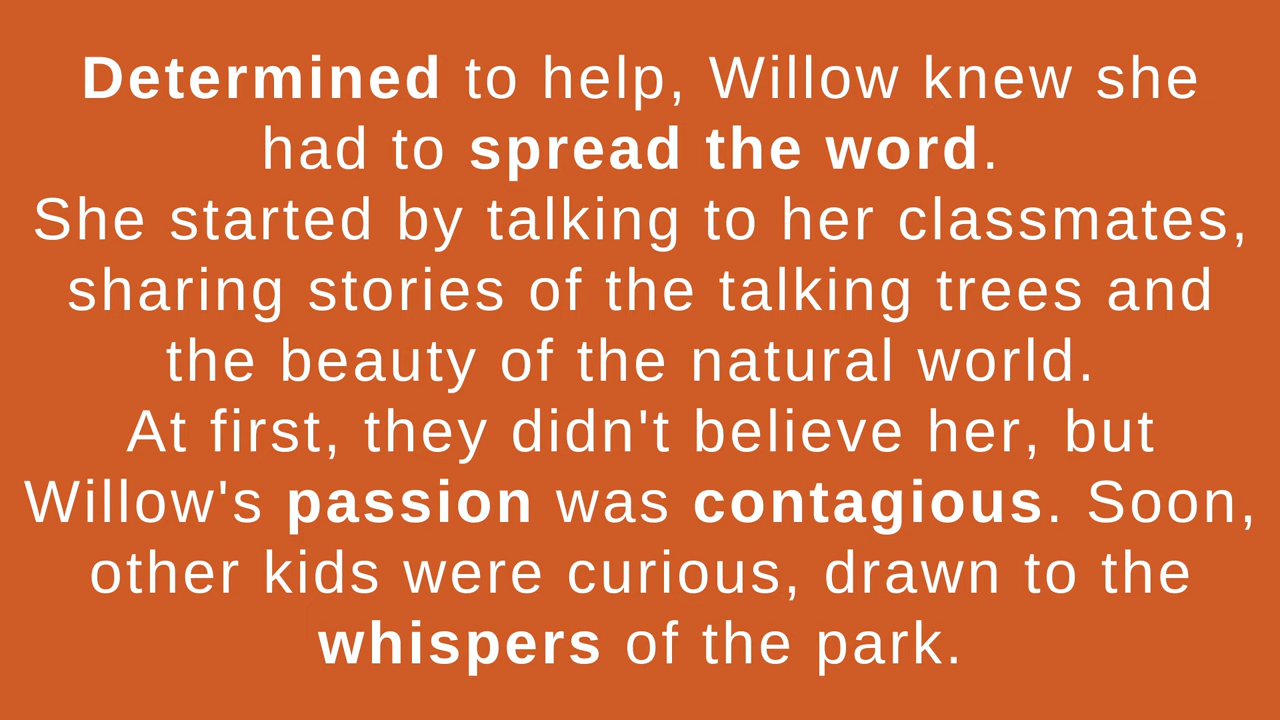 Determined to help, Willow knew she
had to spread the word.
She started by talking to her classmates,
sharing stories of the talking trees and
the beauty of the natural world.
At first, they didn't believe her, but
Willow's passion was contagious. Soon,
other kids were curious, drawn to the
whispers of the park.